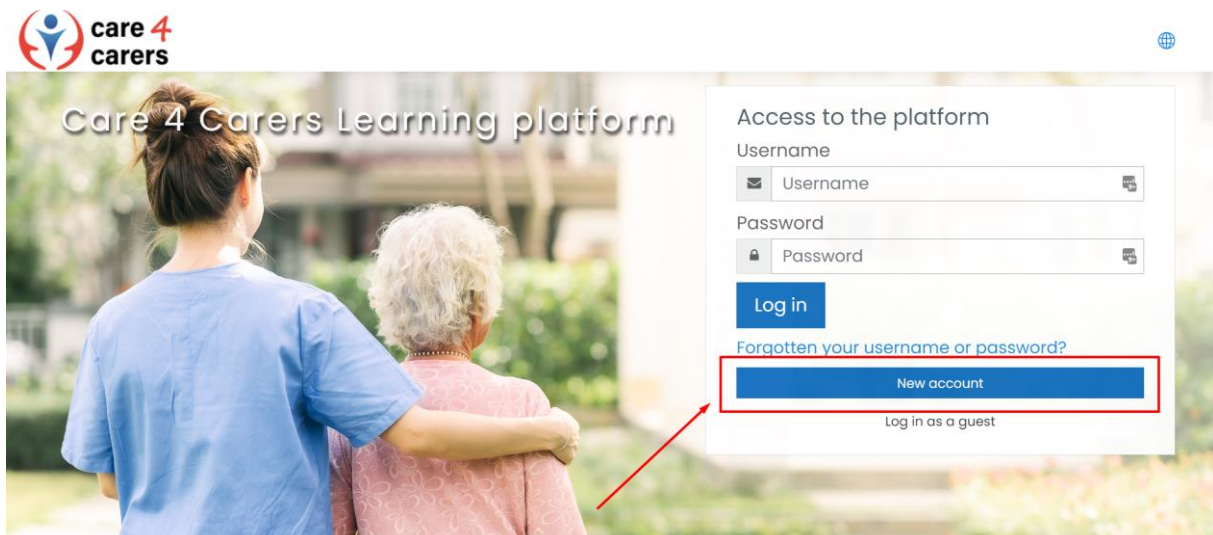 care 4
carers
Care 4 Carers Learning platform
Access to the platform
Username
Username
Password
Password
Log in
Forgotten your username or password?
New account
Log in as a guest